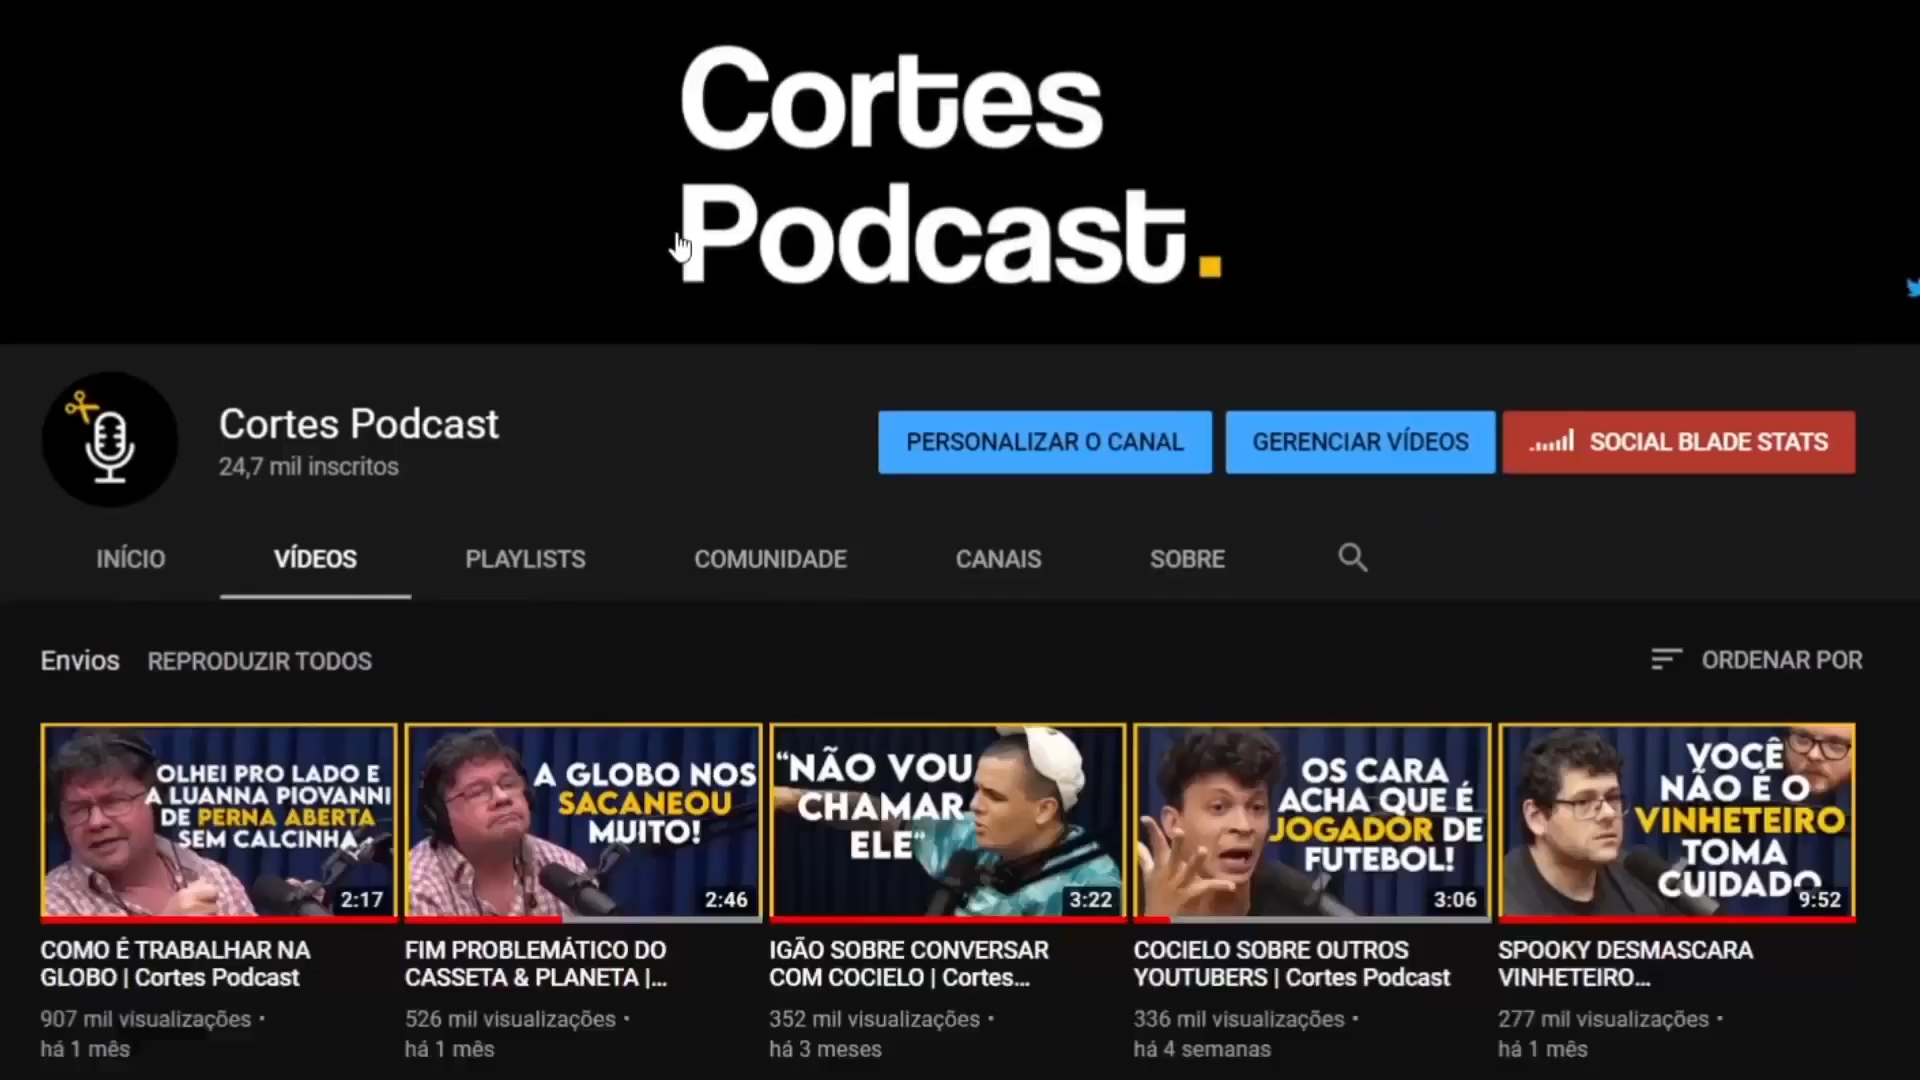 Cortes
Podcast.
Cortes Podcast
24,7 mil inscritos
PERSONALIZAR O CANAL
GERENCIAR VÍDEOS
SOCIAL BLADE STATS
INÍCIO
VÍDEOS
PLAYLISTS
COMUNIDADE
CANAIS
SOBRE
Envios
REPRODUZIR TODOS
ORDENAR POR
OLHEI PRO LADO E
A LUANNA PIOVANNI
DE PERNA ABERTA
SEM CALCINHA
2:17
A GLOBO NOS
SACANEOU
MUITO!
2:46
“NÃO VOU
CHAMAR
ELE“
3:22
OS CARA
ACHA QUE É
JOGADOR DE
FUTEBOL!
3:06
VOCÊ
NÃO É O
VINHETEIRO
TOMA
CUIDADO
9:52
COMO É TRABALHAR NA
GLOBO | Cortes Podcast
907 mil visualizações •
há 1 mês
FIM PROBLEMÁTICO DO
CASSETA & PLANETA |...
526 mil visualizações •
há 1 mês
IGÃO SOBRE CONVERSAR
COM COCIELO | Cortes...
352 mil visualizações •
há 3 meses
COCIELO SOBRE OUTROS
YOUTUBERS | Cortes Podcast
336 mil visualizações •
há 4 semanas
SPOOKY DESMASCARA
VINHETEIRO...
277 mil visualizações •
há 1 mês